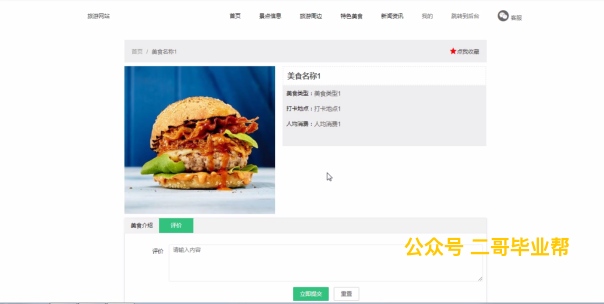 旅游网站 首页 景点信息 旅游周边 特色美食 新闻资讯 我的 跳转到后台 客服
首页 / 美食名称1 点我收藏
美食名称1
美食类型：美食类型1
打卡地点：打卡地点1
人均消费：人均消费1
美食介绍 评价
公众号 二哥毕业帮
评价 请输入内容
立即提交 重置